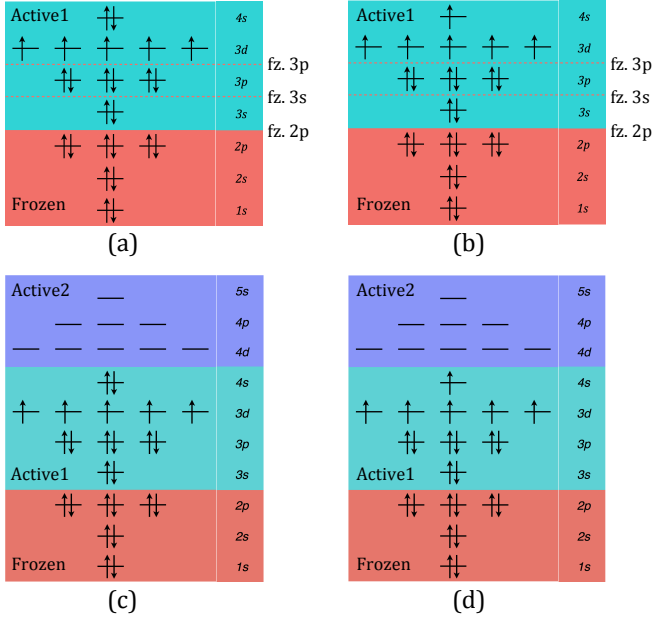 Active1
4s
3d
fz. 3p
3p
fz. 3s
3s
fz. 2p
2p
2s
Frozen
1s
(a)
Active1
4s
3d
fz. 3p
3p
fz. 3s
3s
fz. 2p
2p
2s
Frozen
1s
(b)
Active2
5s
4p
4d
4s
3d
3p
Active1
3s
2p
2s
Frozen
1s
(c)
Active2
5s
4p
4d
4s
3d
3p
Active1
3s
2p
2s
Frozen
1s
(d)